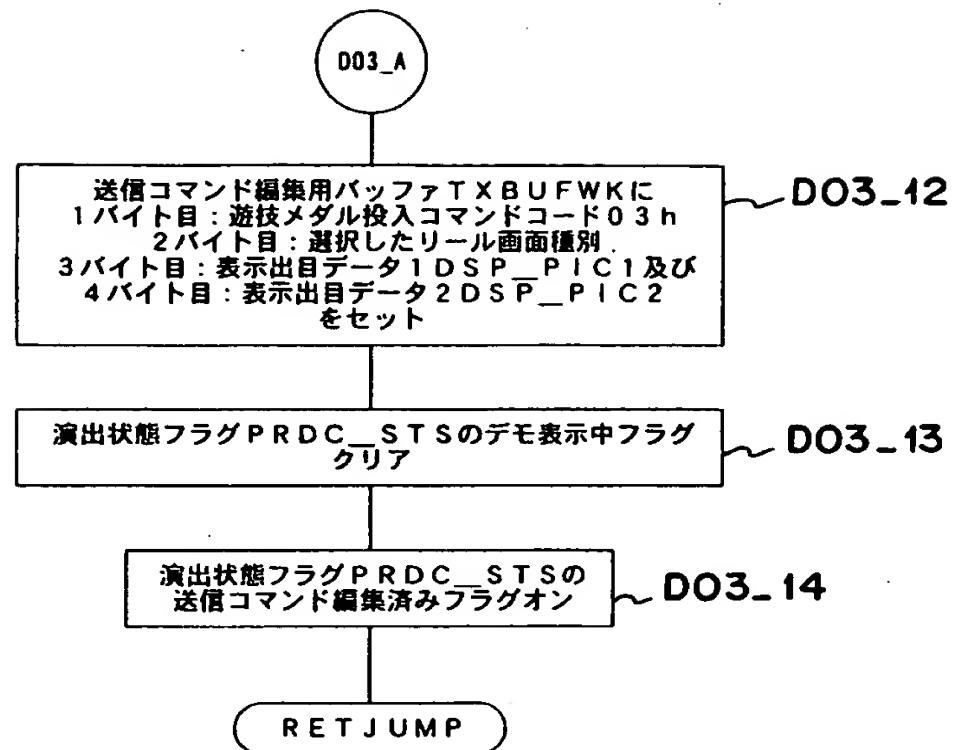 D03_A
送信コマンド編集用バッファTXBUFWKに
1バイト目:遊技メダル投入コマンドコード03h
2バイト目:選択したリール画面種別.
3バイト目:表示出目データ1DSP__PIC1及び
4バイト目:表示出目データ2DSP__PIC2
をセット
D03_12
演出状態フラグPRDC__STSのデモ表示中フラグ
クリア
D03_13
演出状態フラグPRDC__STSの
送信コマンド編集済みフラグオン
D03_14
RETJUMP